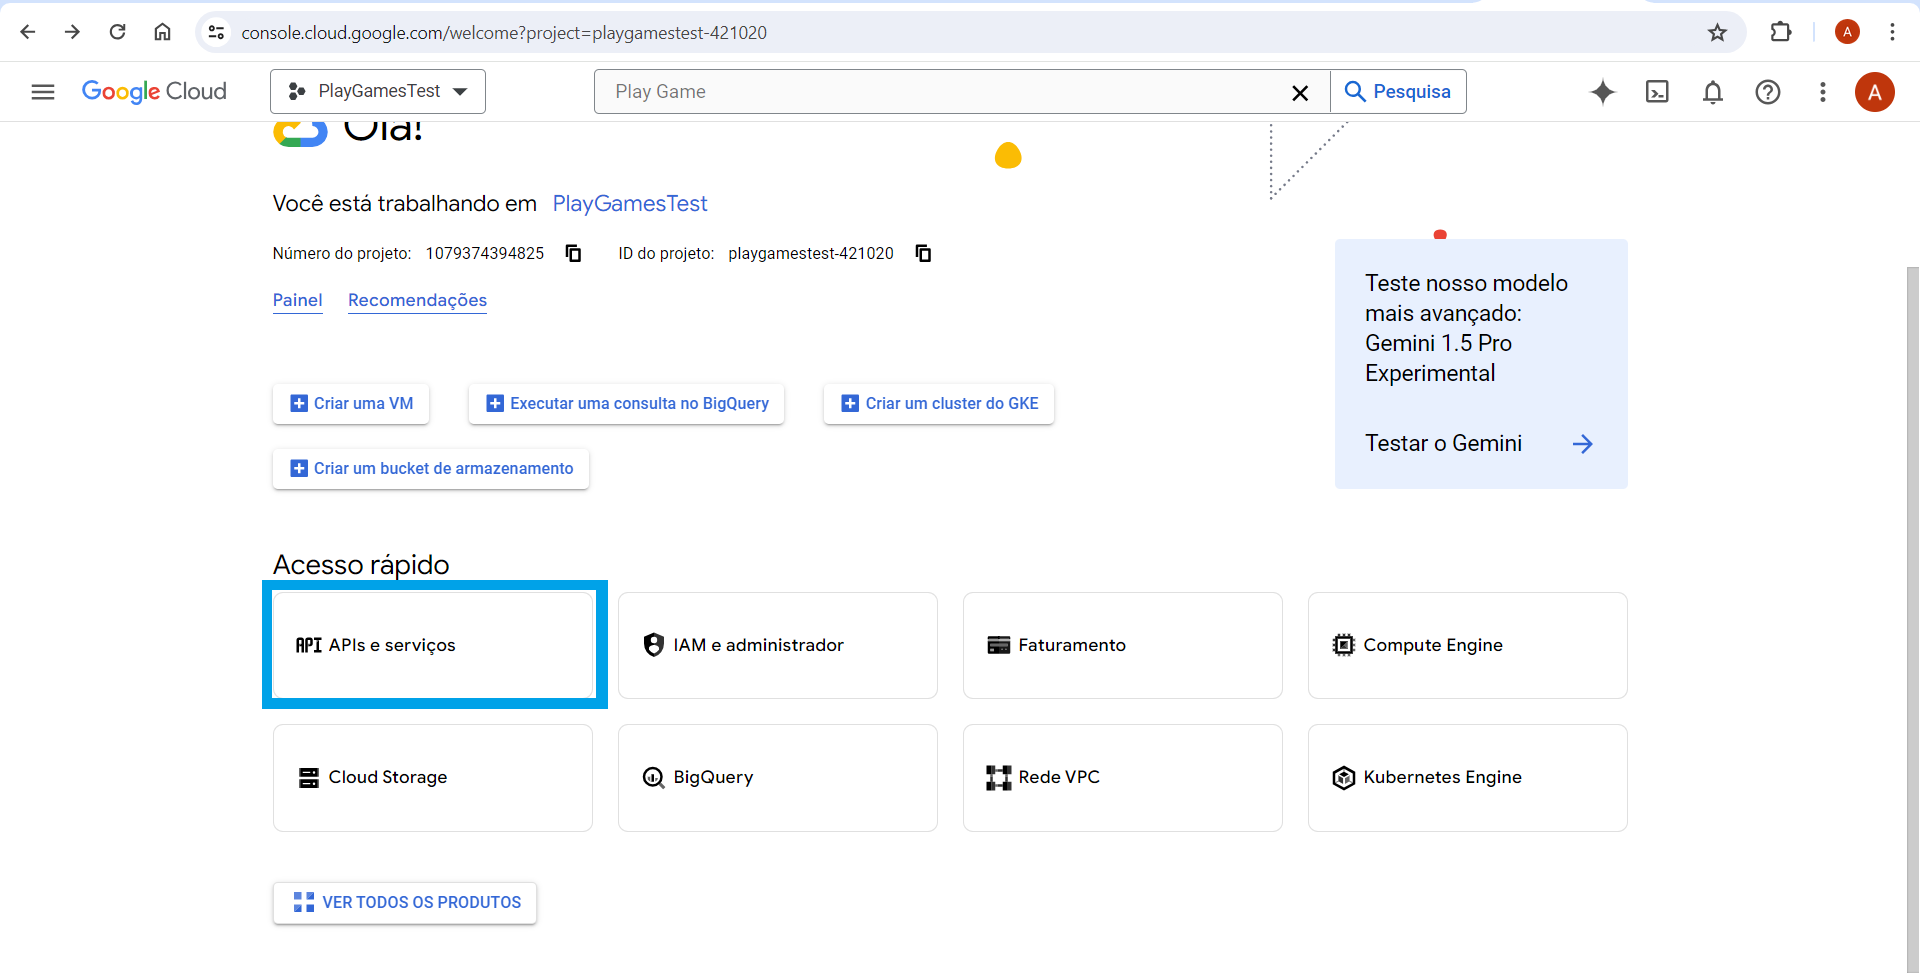 console.cloud.google.com/welcome?project=playgamestest-421020
A
Google Cloud
PlayGamesTest
Play Game
Pesquisa
A
Olá!
Você está trabalhando em PlayGamesTest
Número do projeto: 1079374394825 ID do projeto: playgamestest-421020
Painel Recomendações
Teste nosso modelo
mais avançado:
Gemini 1.5 Pro
Experimental
Testar o Gemini
Criar uma VM
Executar uma consulta no BigQuery
Criar um cluster do GKE
Criar um bucket de armazenamento
Acesso rápido
API APIs e serviços
IAM e administrador
Faturamento
Compute Engine
Cloud Storage
BigQuery
Rede VPC
Kubernetes Engine
VER TODOS OS PRODUTOS